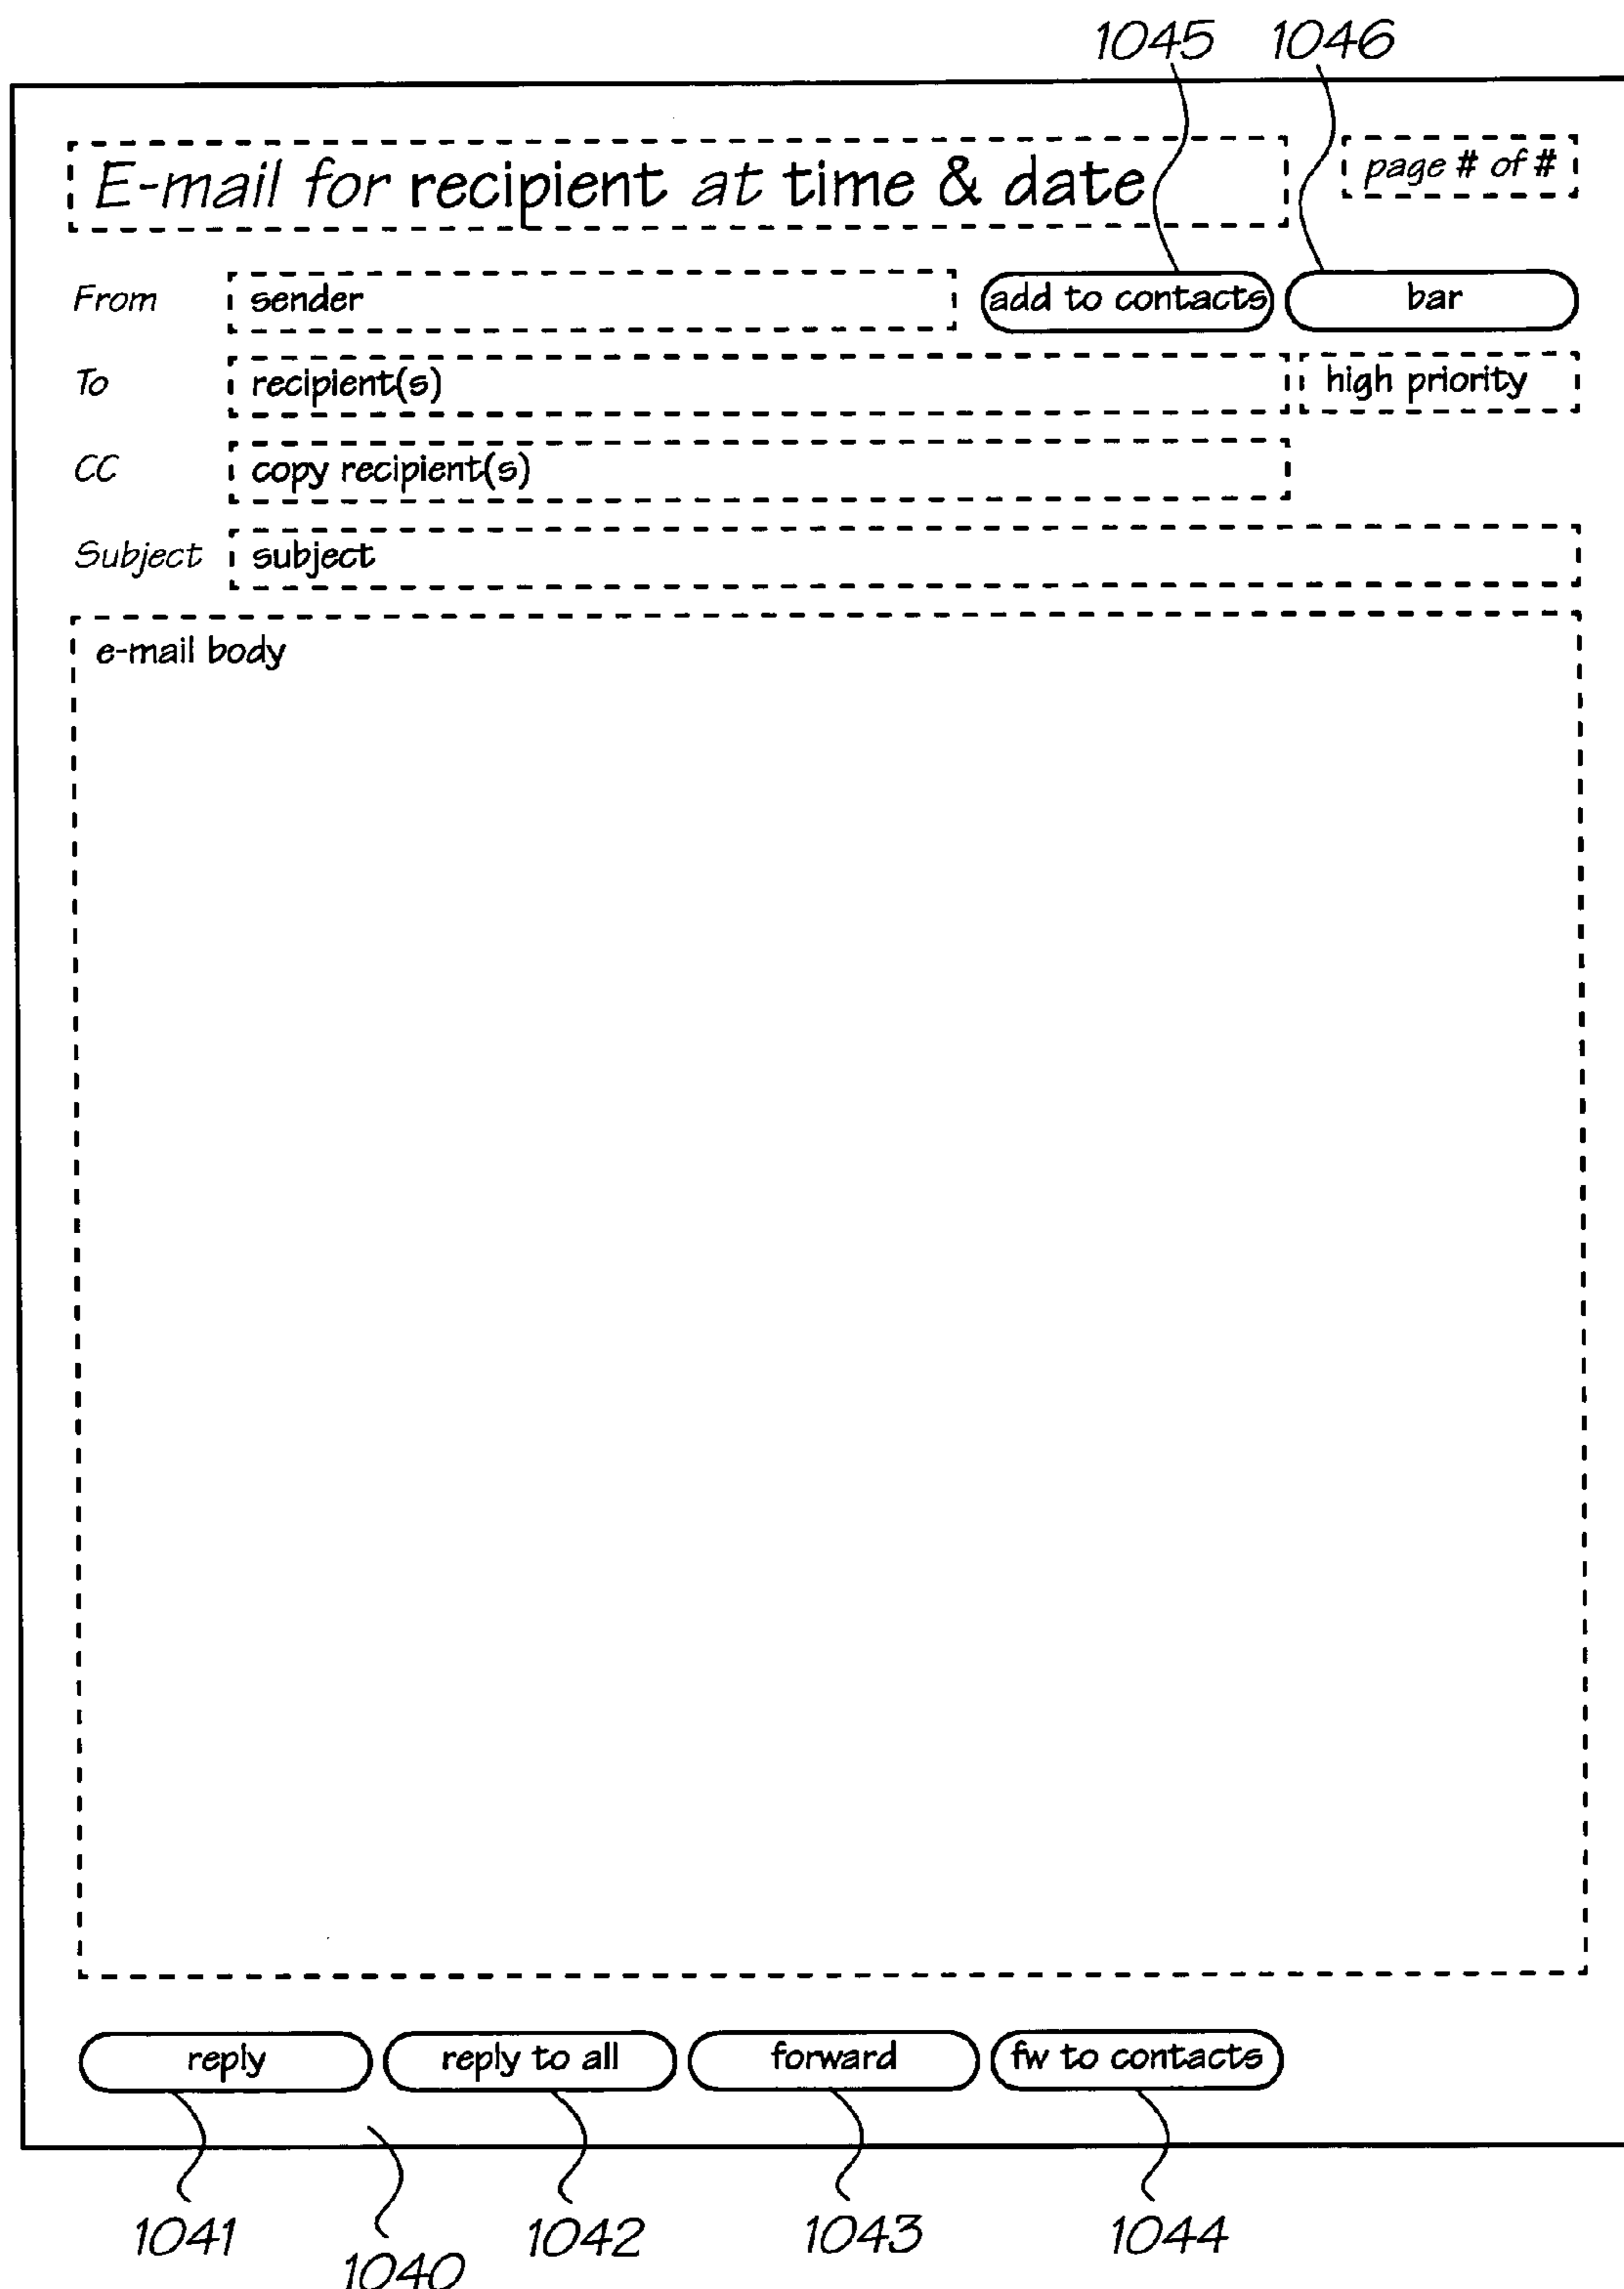 1045 1046
E-mail for recipient at time & date page # of #
From sender add to contacts bar
To recipient(s) high priority
CC copy recipient(s)
Subject subject
e-mail body
reply reply to all forward fw to contacts
1041 1040 1042 1043 1044